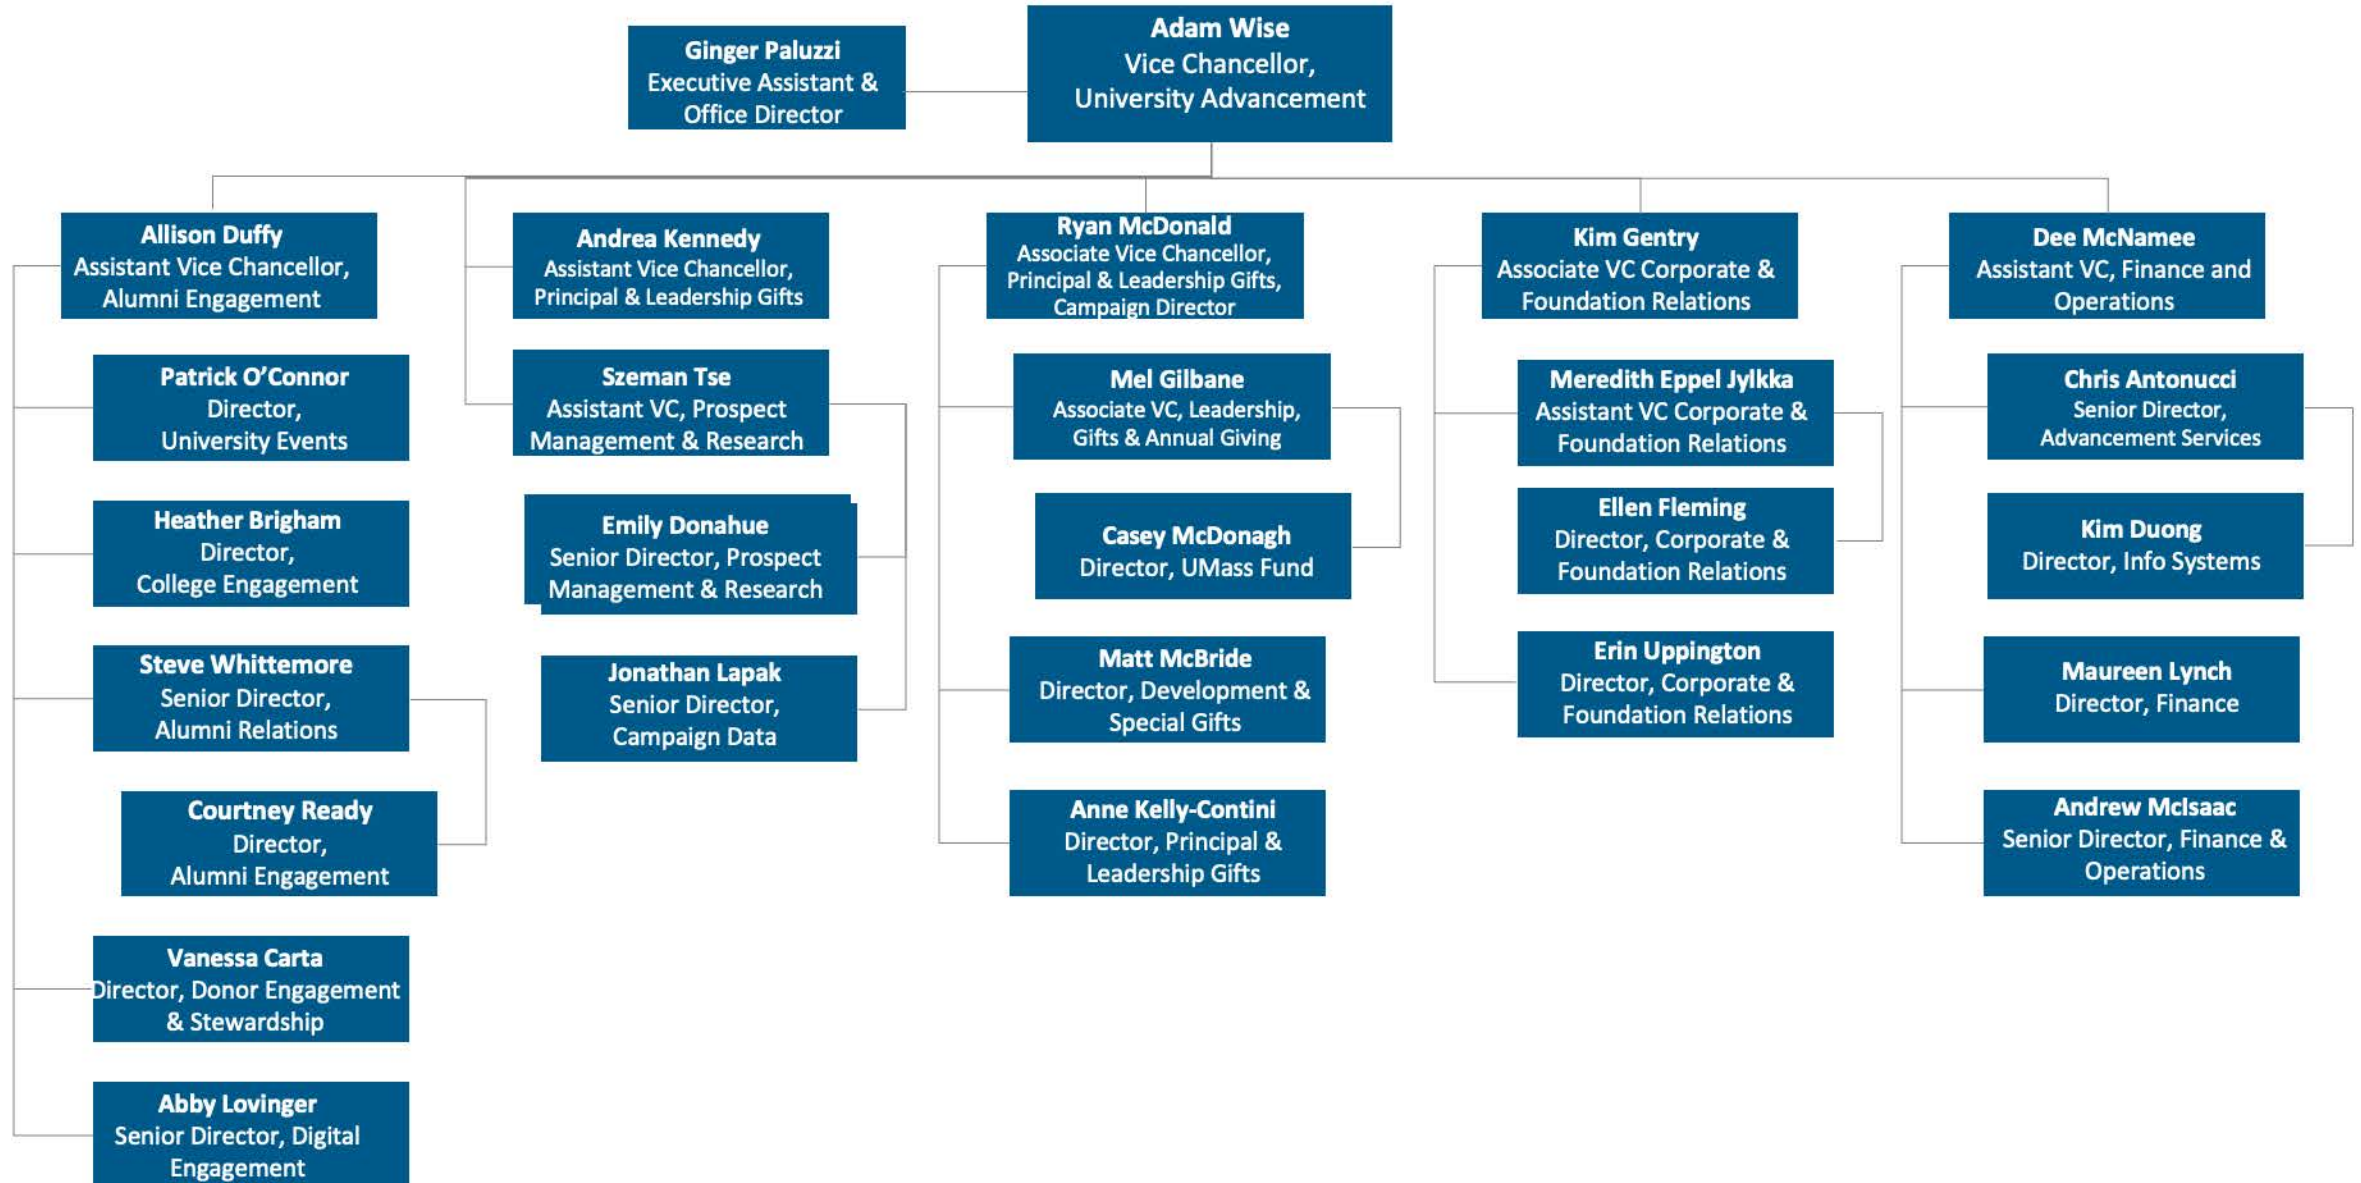 Ginger Paluzzi
Executive Assistant &
Office Director
Adam Wise
Vice Chancellor,
University Advancement
Allison Duffy
Assistant Vice Chancellor,
Alumni Engagement
Patrick O’Connor
Director,
University Events
Heather Brigham
Director,
College Engagement
Steve Whittemore
Senior Director,
Alumni Relations
Courtney Ready
Director,
Alumni Engagement
Vanessa Carta
Director, Donor Engagement
& Stewardship
Abby Lovinger
Senior Director, Digital
Engagement
Andrea Kennedy
Assistant Vice Chancellor,
Principal & Leadership Gifts
Szeman Tse
Assistant VC, Prospect
Management & Research
Emily Donahue
Senior Director, Prospect
Management & Research
Jonathan Lapak
Senior Director,
Campaign Data
Ryan McDonald
Associate Vice Chancellor,
Principal & Leadership Gifts,
Campaign Director
Mel Gilbane
Associate VC, Leadership,
Gifts & Annual Giving
Casey McDonagh
Director, UMass Fund
Matt McBride
Director, Development &
Special Gifts
Anne Kelly-Contini
Director, Principal &
Leadership Gifts
Kim Gentry
Associate VC Corporate &
Foundation Relations
Meredith Eppel Jylkka
Assistant VC Corporate &
Foundation Relations
Ellen Fleming
Director, Corporate &
Foundation Relations
Erin Uppington
Director, Corporate &
Foundation Relations
Dee McNamee
Assistant VC, Finance and
Operations
Chris Antonucci
Senior Director,
Advancement Services
Kim Duong
Director, Info Systems
Maureen Lynch
Director, Finance
Andrew McIsaac
Senior Director, Finance &
Operations